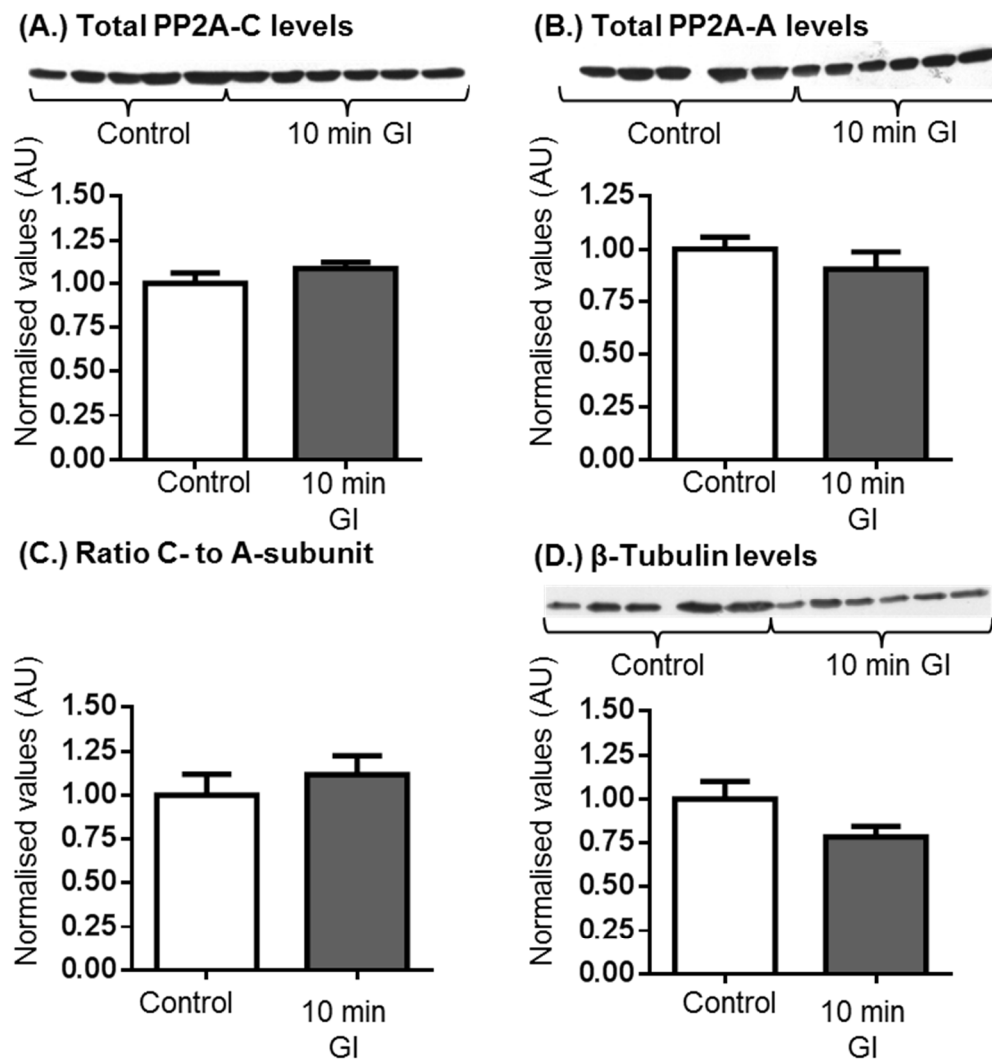 (A.) Total PP2A-C levels
Control
10 min GI
Normalised values (AU)
1.50
1.25
1.00
0.75
0.50
0.25
0.00
Control
10 min
GI
(B.) Total PP2A-A levels
Control
10 min GI
Normalised values (AU)
1.25
1.00
0.75
0.50
0.25
0.00
Control
10 min
GI
(C.) Ratio C- to A-subunit
Normalised values (AU)
1.50
1.25
1.00
0.75
0.50
0.25
0.00
Control
10 min
GI
(D.) β-Tubulin levels
Control
10 min GI
Normalised values (AU)
1.50
1.25
1.00
0.75
0.50
0.25
0.00
Control
10 min
GI